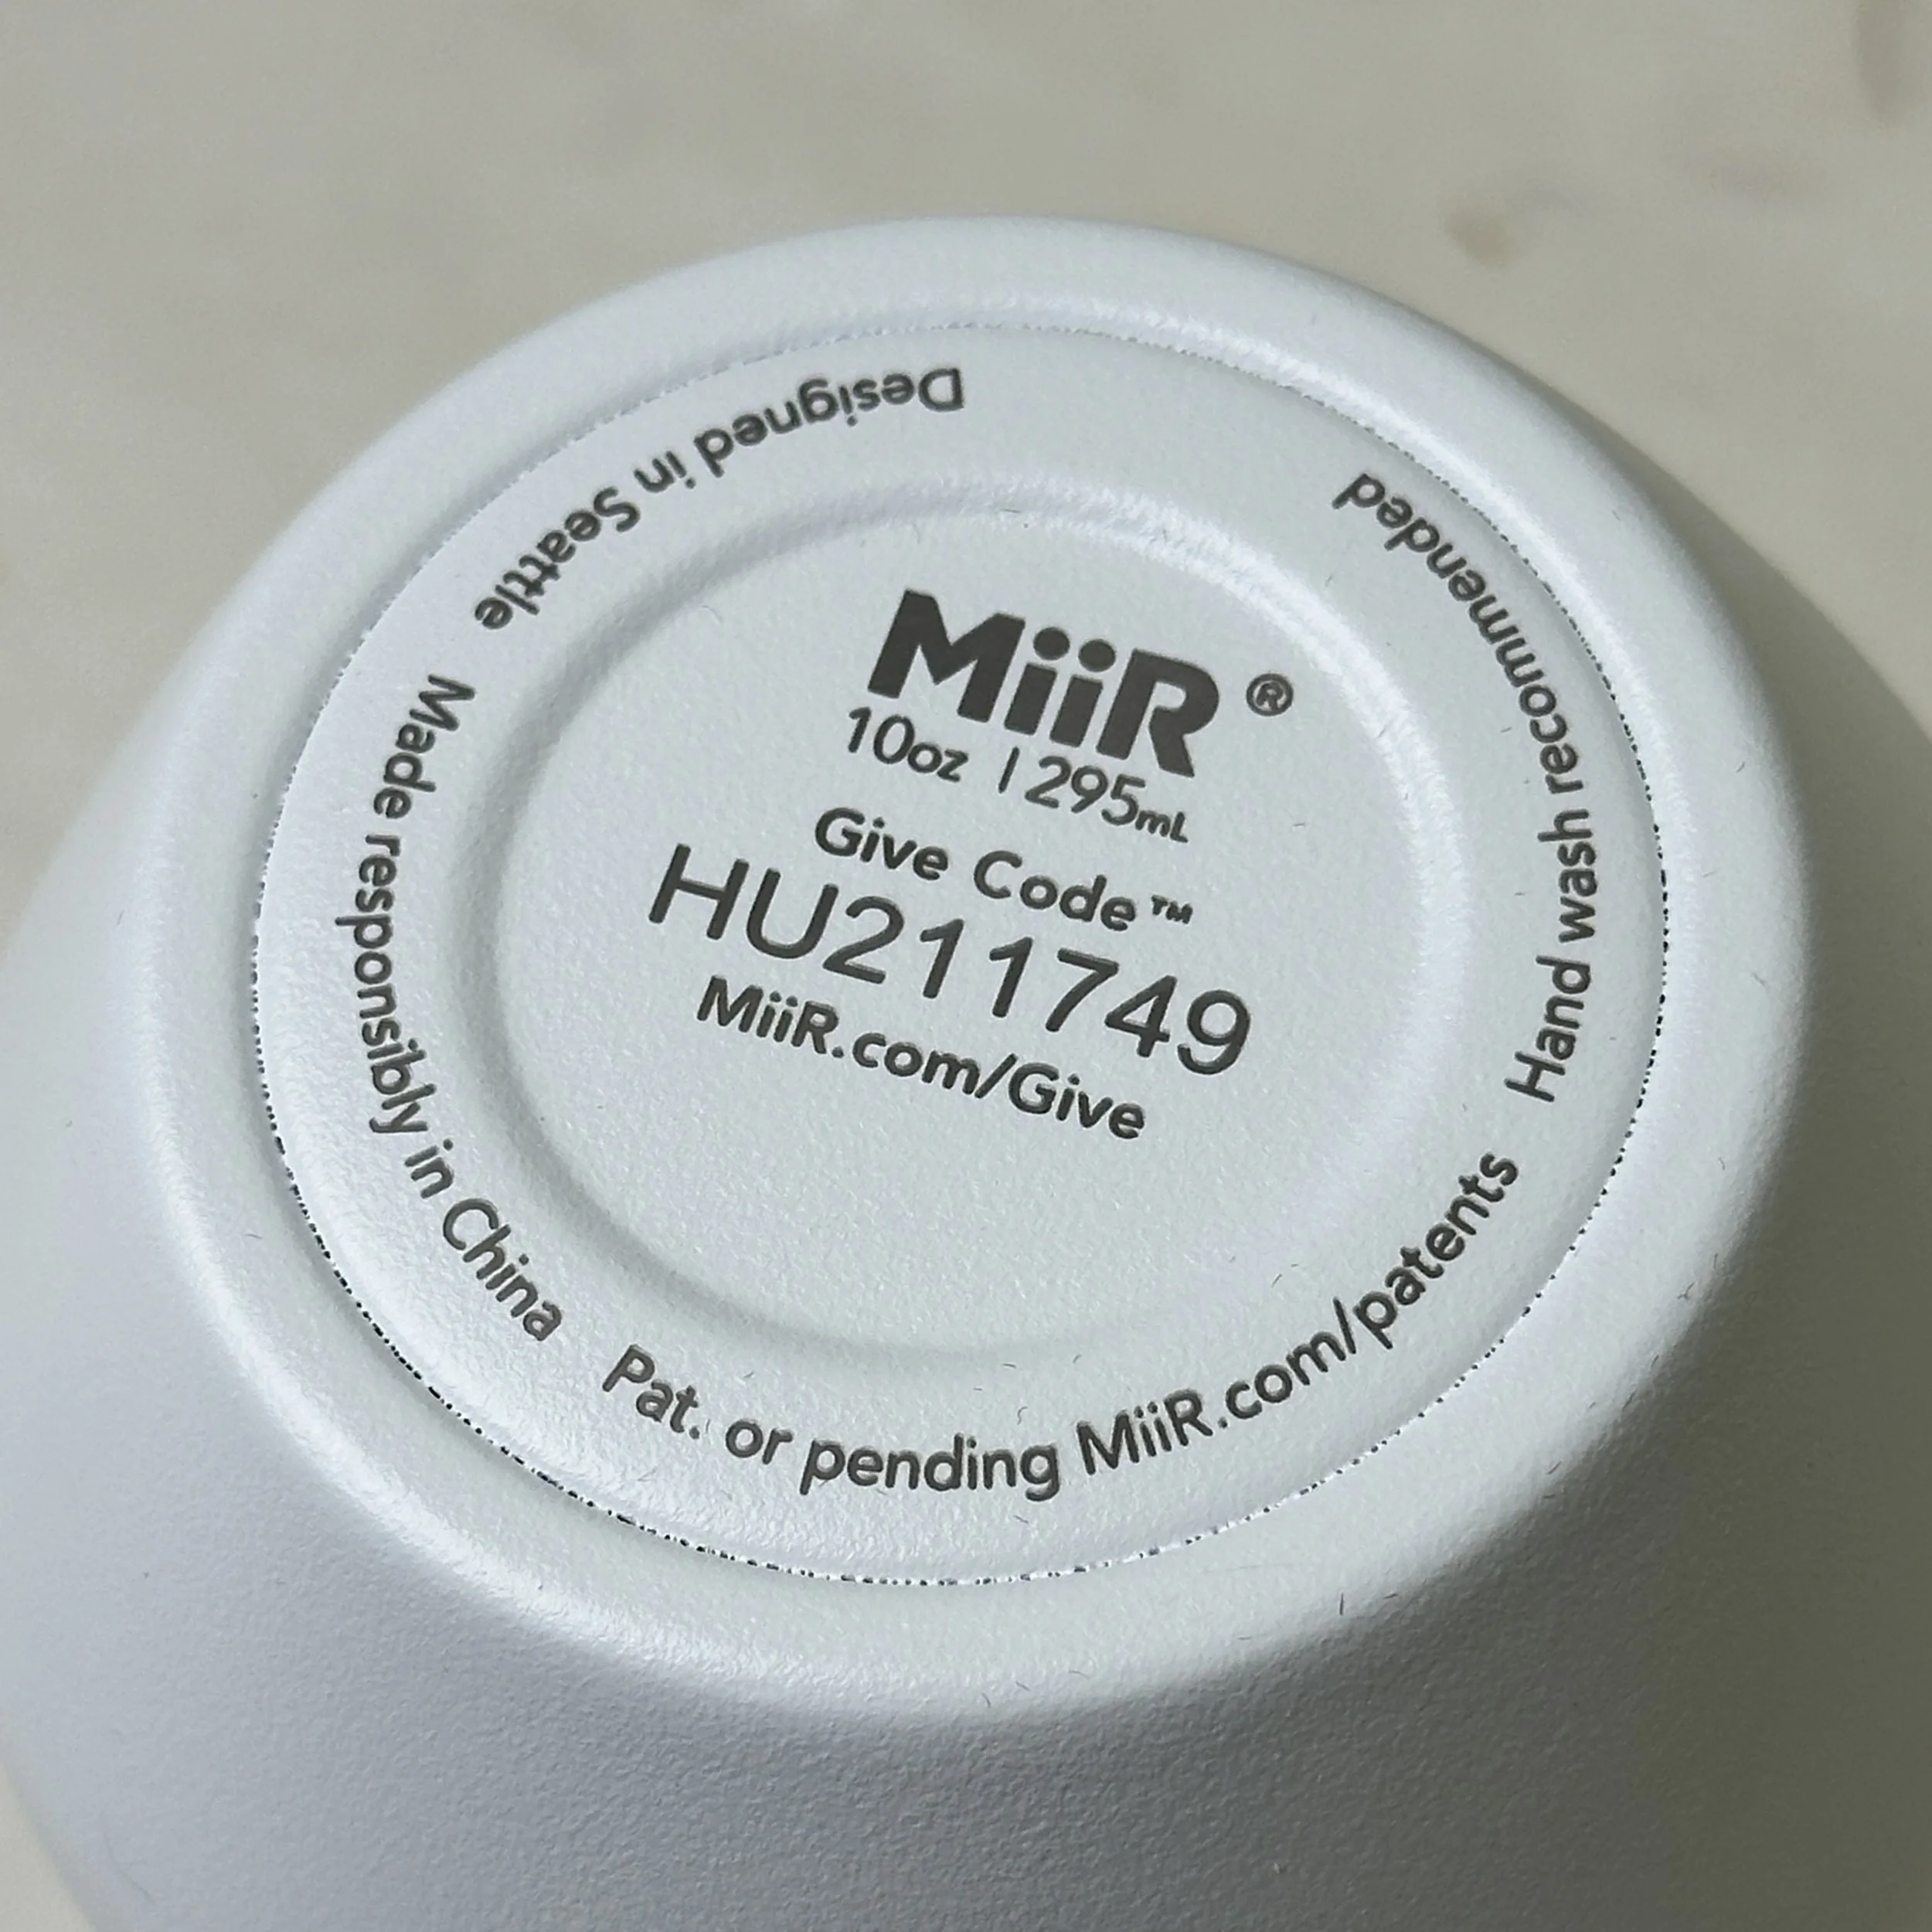 MiiR®
10oz | 295mL
Give Code™
HU211749
MiiR.com/Give
Designed in Seattle
Made responsibly in China
Pat. or pending MiiR.com/patents
Hand wash recommended